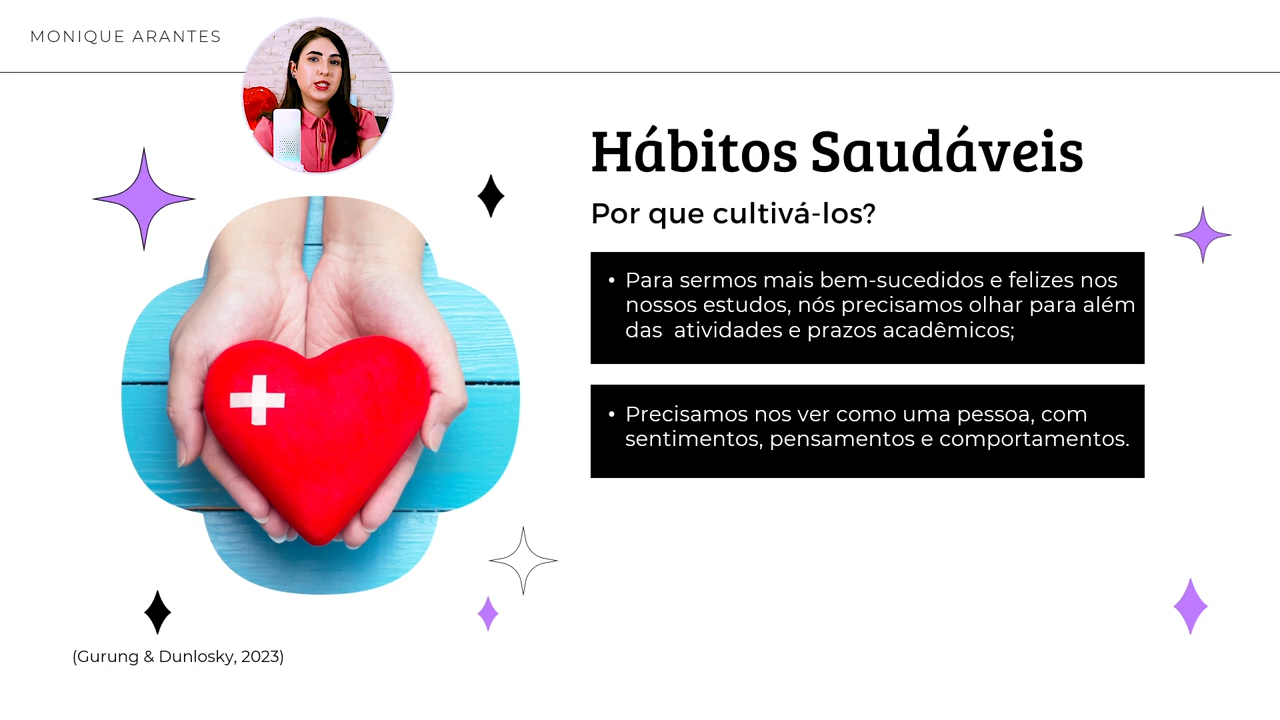 MONIQUE ARANTES
Hábitos Saudáveis
Por que cultivá-los?
• Para sermos mais bem-sucedidos e felizes nos
nossos estudos, nós precisamos olhar para além
das  atividades e prazos acadêmicos;
• Precisamos nos ver como uma pessoa, com
sentimentos, pensamentos e comportamentos.
(Gurung & Dunlosky, 2023)